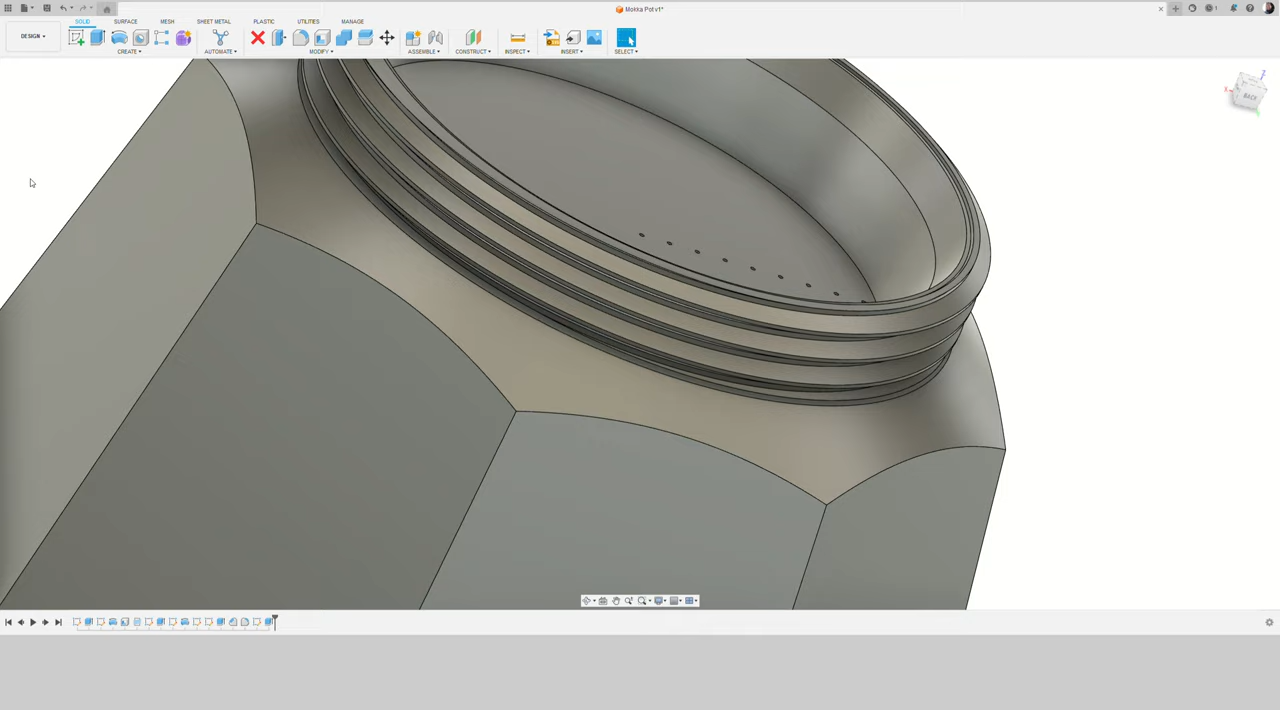 Mokka Pot v1*
SOLID SURFACE MESH SHEET METAL PLASTIC UTILITIES MANAGE
DESIGN
CREATE AUTOMATE MODIFY ASSEMBLE CONSTRUCT INSPECT INSERT SELECT
Z
X
BACK